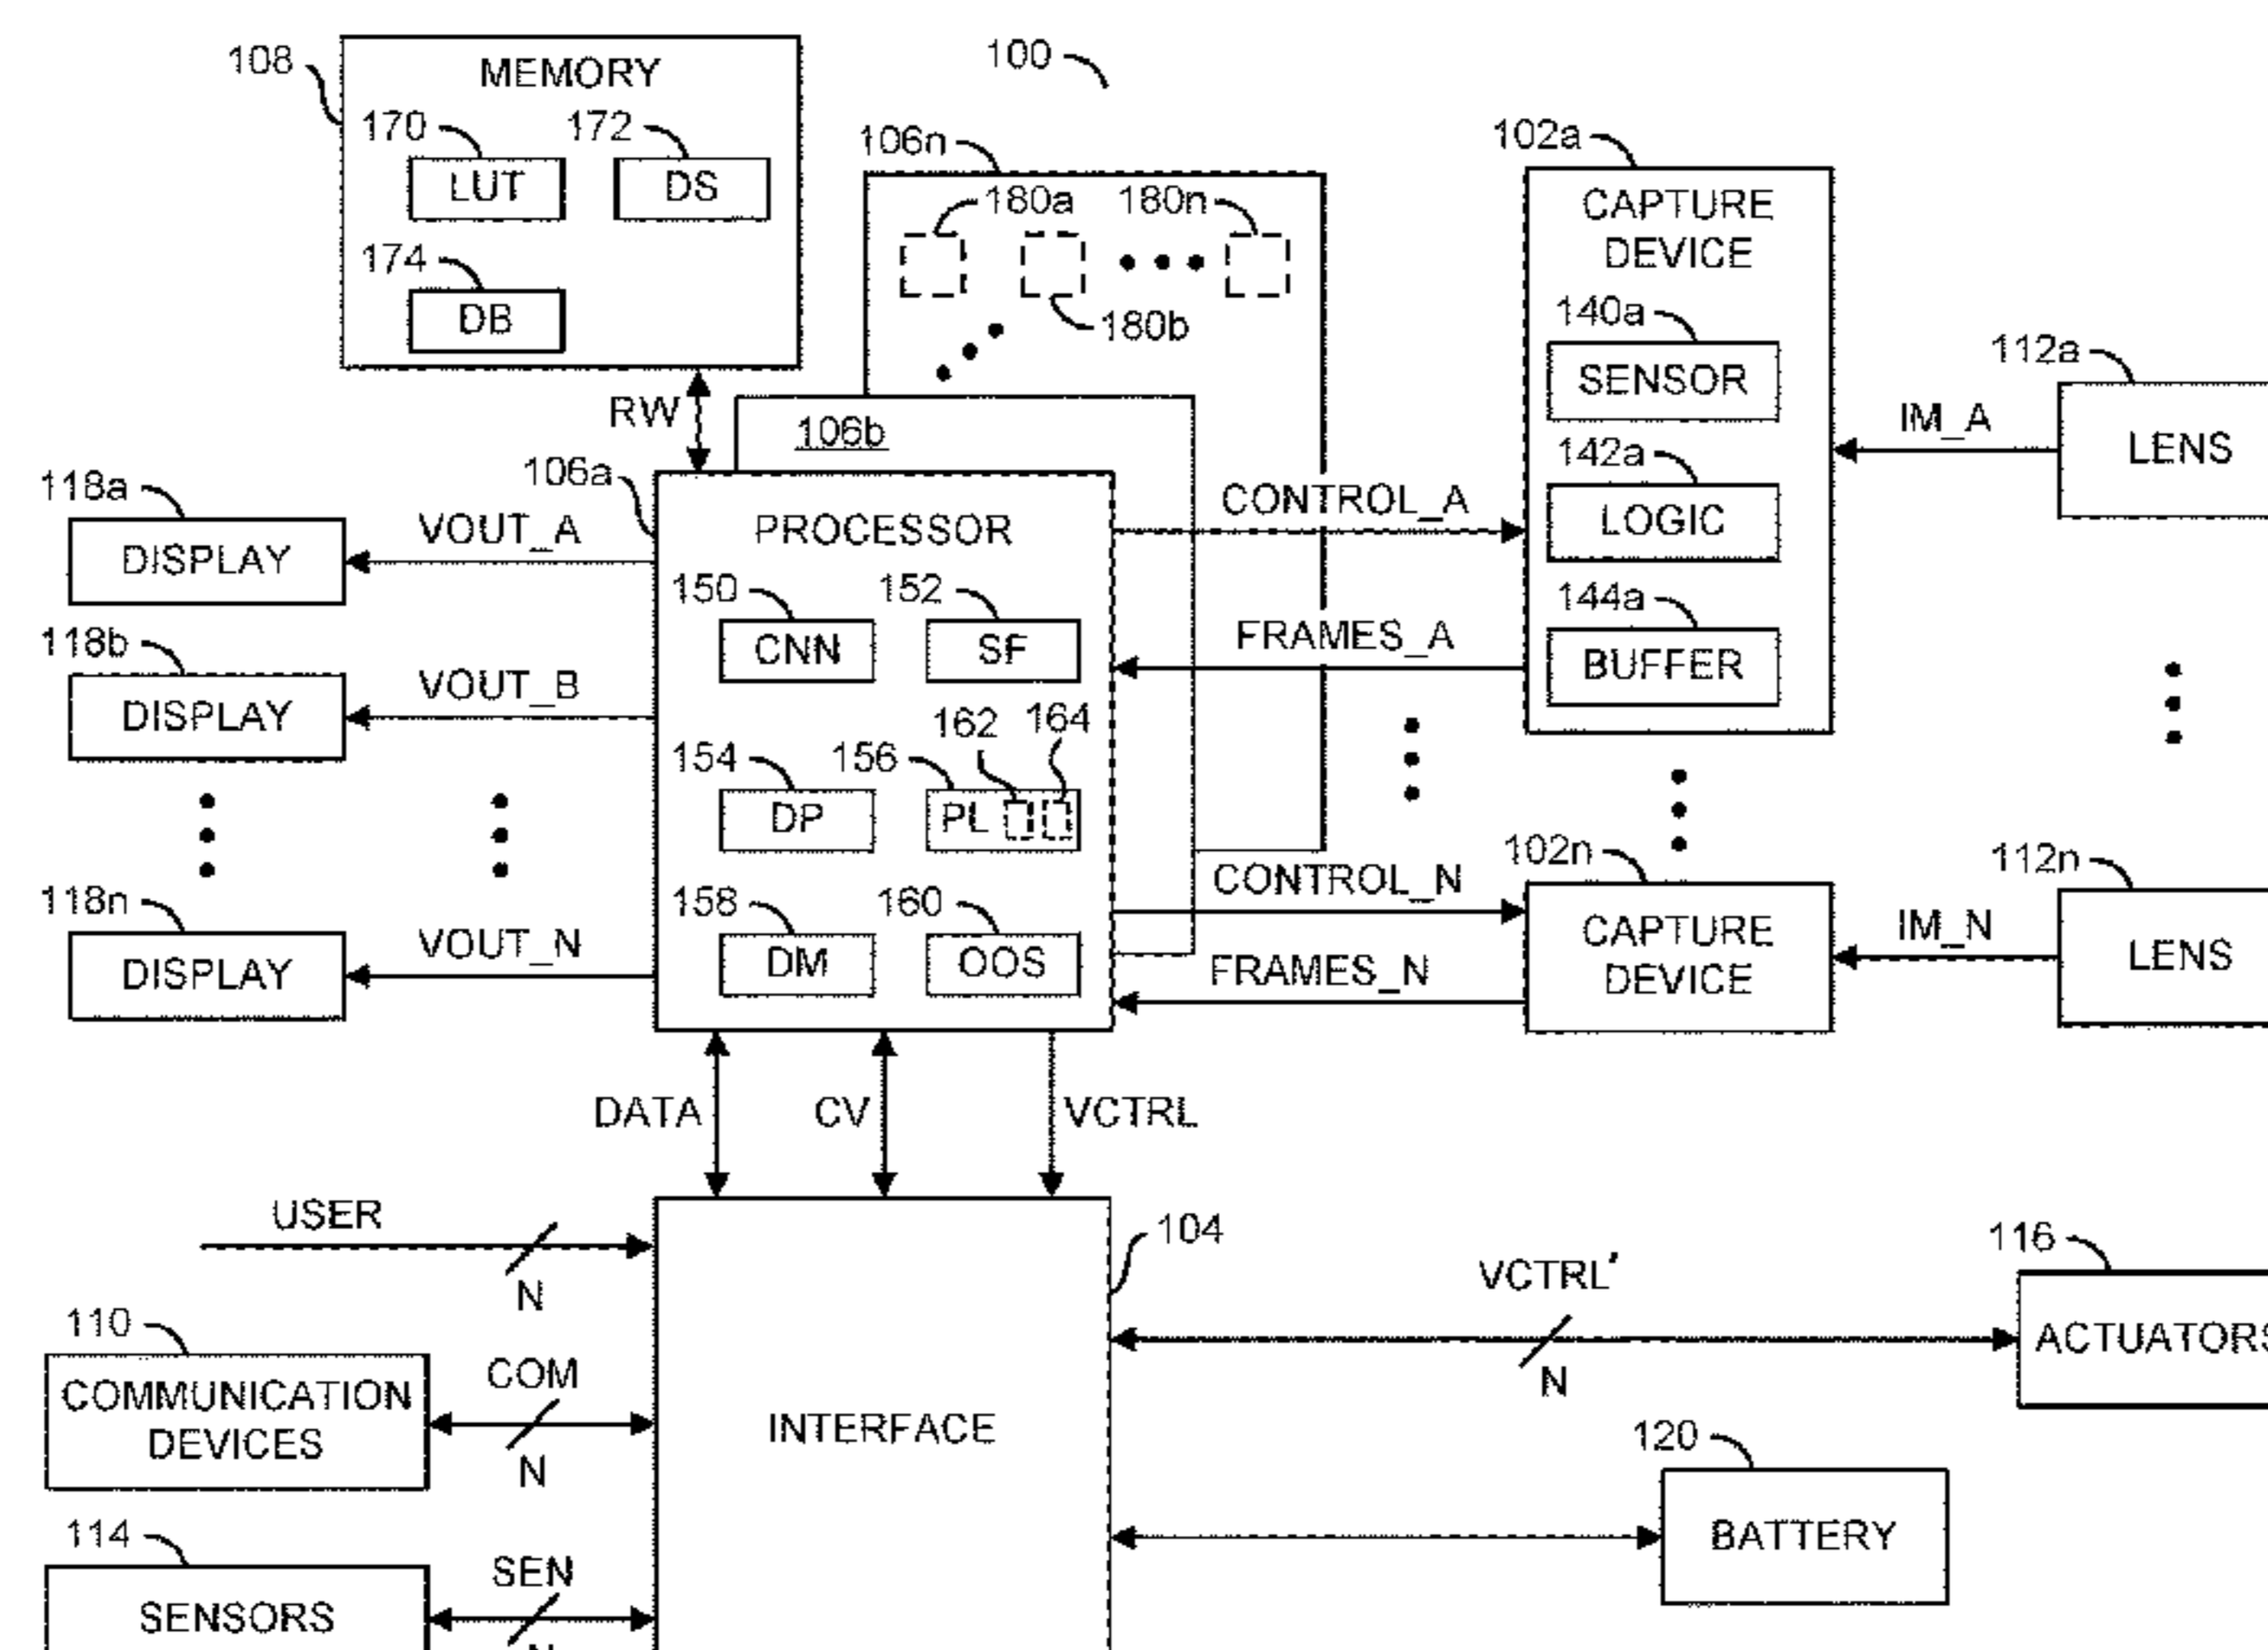 108
MEMORY
100
170
172
LUT
DS
174
DB
RW
106n
180a
180n
180b
106b
102a
CAPTURE
DEVICE
140a
SENSOR
142a
LOGIC
144a
BUFFER
112a
LENS
IM_A
118a
DISPLAY
VOUT_A
118b
DISPLAY
VOUT_B
118n
DISPLAY
VOUT_N
106a
PROCESSOR
150
152
CNN
SF
154
156
162
164
DP
PL
158
160
DM
OOS
CONTROL_A
FRAMES_A
CONTROL_N
FRAMES_N
102n
CAPTURE
DEVICE
112n
LENS
IM_N
DATA
CV
VCTRL
USER
N
104
INTERFACE
110
COMMUNICATION
DEVICES
COM
N
114
SENSORS
SEN
N
VCTRL'
N
116
ACTUATORS
120
BATTERY